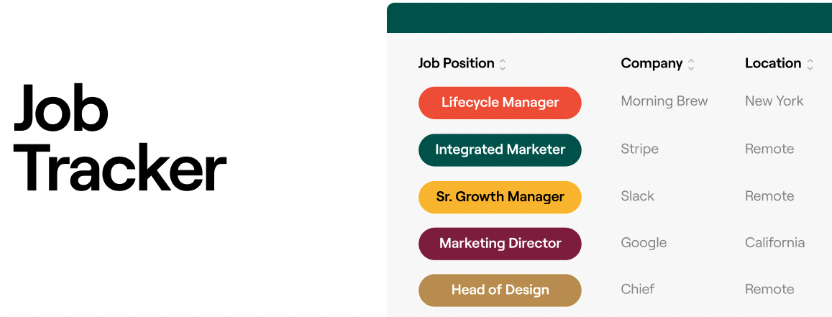 Job
Tracker
Job Position Company Location
Lifecycle Manager Morning Brew New York
Integrated Marketer Stripe Remote
Sr. Growth Manager Slack Remote
Marketing Director Google California
Head of Design Chief Remote